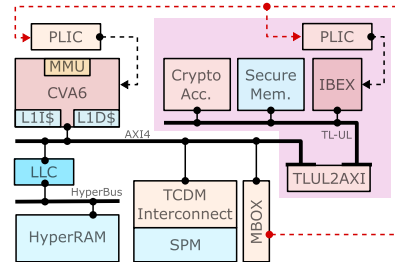 PLIC
PLIC
MMU
CVA6
L1I$ L1D$
Crypto
Acc.
Secure
Mem.
IBEX
TL-UL
AXI4
LLC
HyperBus
HyperRAM
TCDM
Interconnect
SPM
MBOX
TLUL2AXI